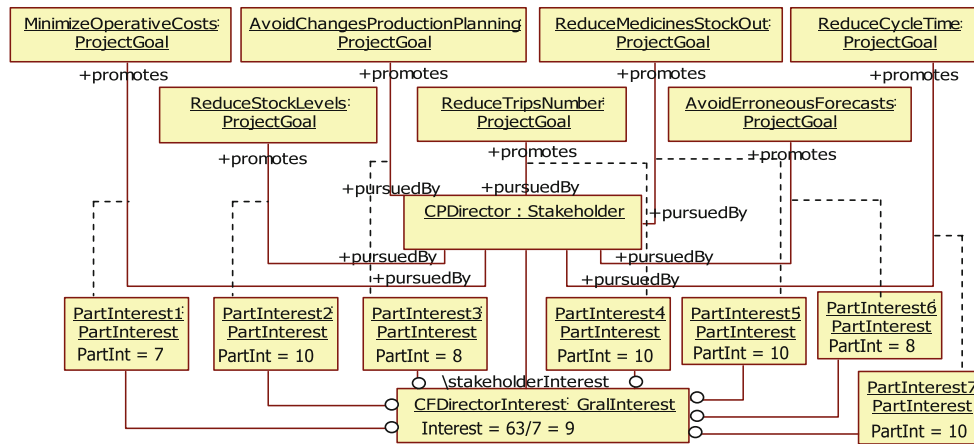 MinimizeOperativeCosts:
ProjectGoal
AvoidChangesProductionPlanning:
ProjectGoal
ReduceMedicinesStockOut:
ProjectGoal
ReduceCycleTime:
ProjectGoal
+promotes
+promotes
+promotes
+promotes
ReduceStockLevels:
ProjectGoal
ReduceTripsNumber:
ProjectGoal
AvoidErroneousForecasts:
ProjectGoal
+promotes
+promotes
+promotes
+pursuedBy
+pursuedBy
CPDirector : Stakeholder
+pursuedBy
+pursuedBy
+pursuedBy
+pursuedBy
+pursuedBy
PartInterest1:
PartInterest
PartInt = 7
PartInterest2:
PartInterest
PartInt = 10
PartInterest3:
PartInterest
PartInt = 8
PartInterest4:
PartInterest
PartInt = 10
PartInterest5:
PartInterest
PartInt = 10
PartInterest6:
PartInterest
PartInt = 8
PartInterest7:
PartInterest
PartInt = 10
\stakeholderInterest
CFDirectorInterest: GralInterest
Interest = 63/7 = 9